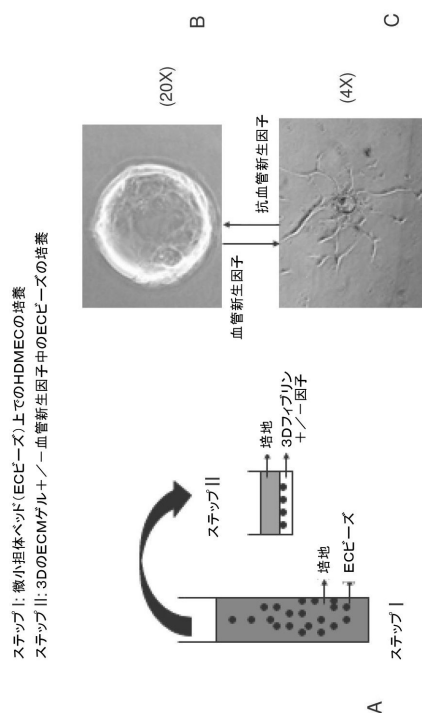 ステップI: 微小担体ベッド(ECビーズ)上でのHDMECの培養
ステップII: 3DのECMゲル+/−血管新生因子中のECビーズの培養
A
ステップI
培地
ECビーズ
ステップII
培地
3Dフィブリン
+/−因子
B
(20X)
血管新生因子
抗血管新生因子
(4X)
C